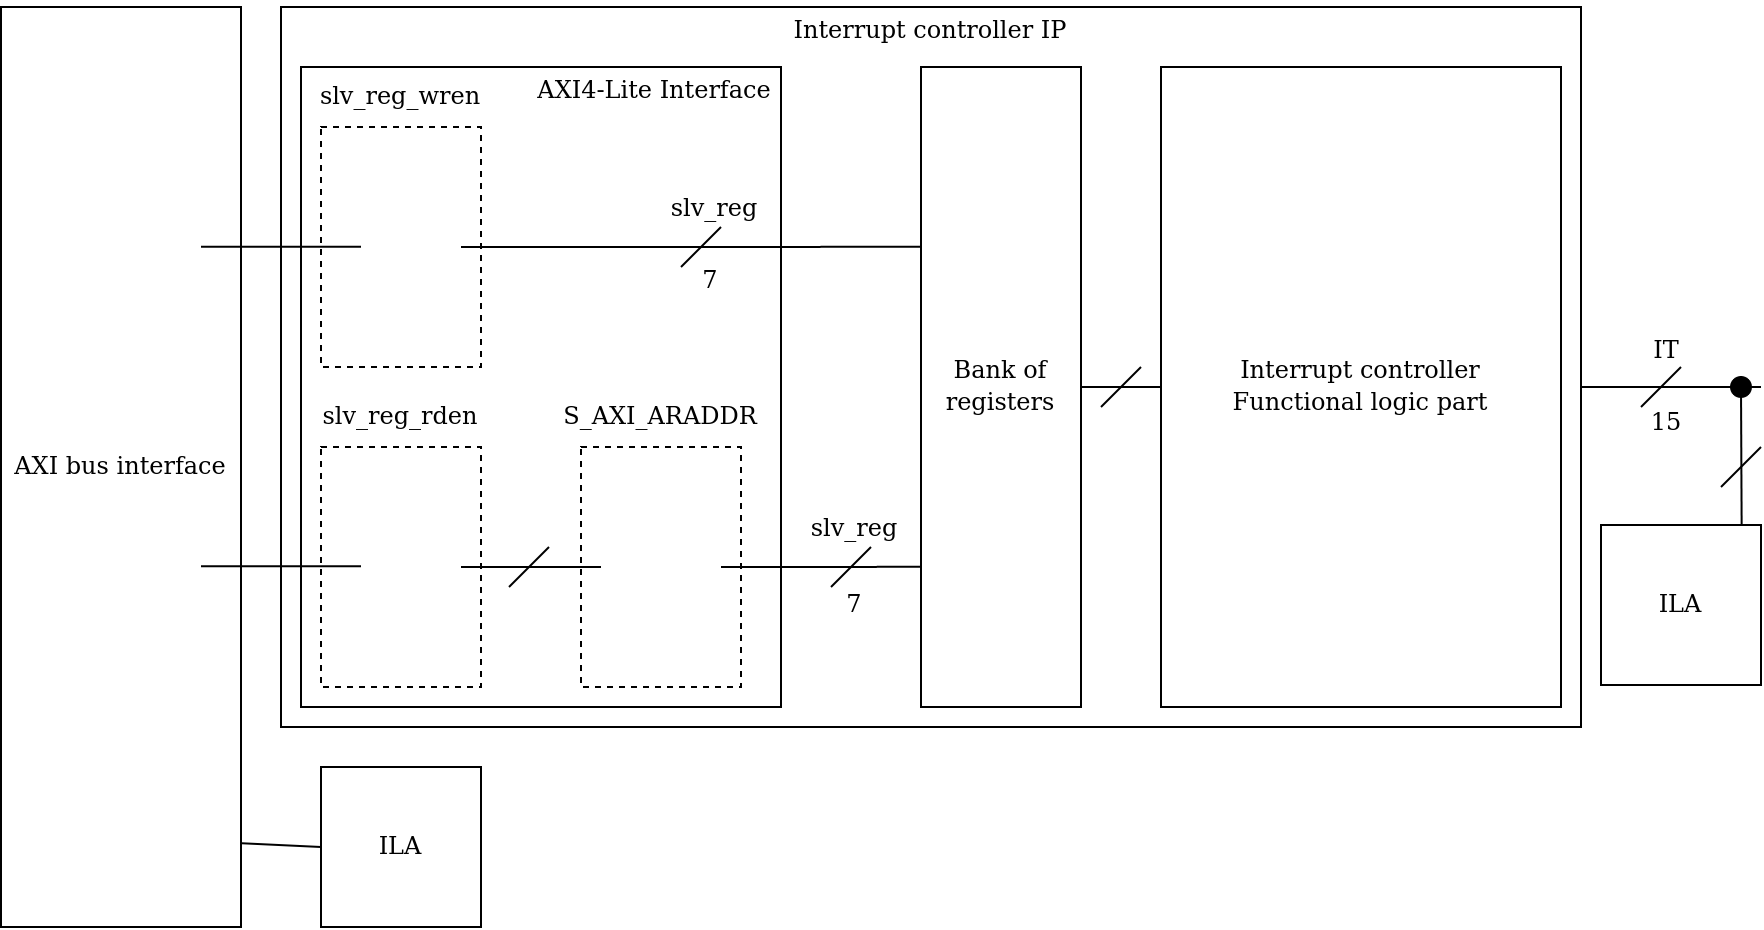 Interrupt controller IP
AXI4-Lite Interface
slv_reg_wren
slv_reg
7
slv_reg_rden
S_AXI_ARADDR
slv_reg
7
AXI bus interface
Bank of
registers
Interrupt controller
Functional logic part
IT
15
ILA
ILA